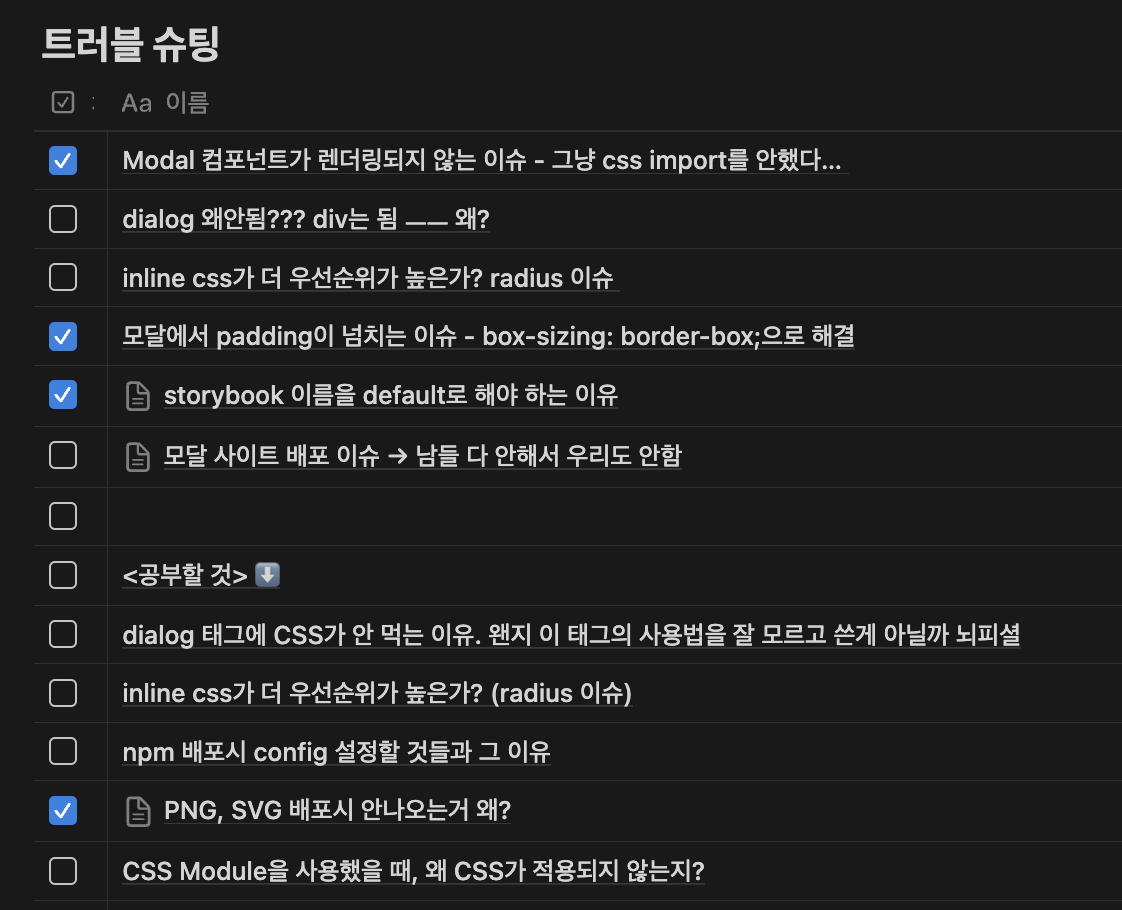 트러블 슈팅
Aa 이름
Modal 컴포넌트가 렌더링되지 않는 이슈 - 그냥 css import를 안했다...
dialog 왜안됨??? div는 됨 ㅡㅡ 왜?
inline css가 더 우선순위가 높은가? radius 이슈
모달에서 padding이 넘치는 이슈 - box-sizing: border-box;으로 해결
storybook 이름을 default로 해야 하는 이유
모달 사이트 배포 이슈 → 남들 다 안해서 우리도 안함
<공부할 것> ⬇️
dialog 태그에 CSS가 안 먹는 이유. 왠지 이 태그의 사용법을 잘 모르고 쓴게 아닐까 뇌피셜
inline css가 더 우선순위가 높은가? (radius 이슈)
npm 배포시 config 설정할 것들과 그 이유
PNG, SVG 배포시 안나오는거 왜?
CSS Module을 사용했을 때, 왜 CSS가 적용되지 않는지?